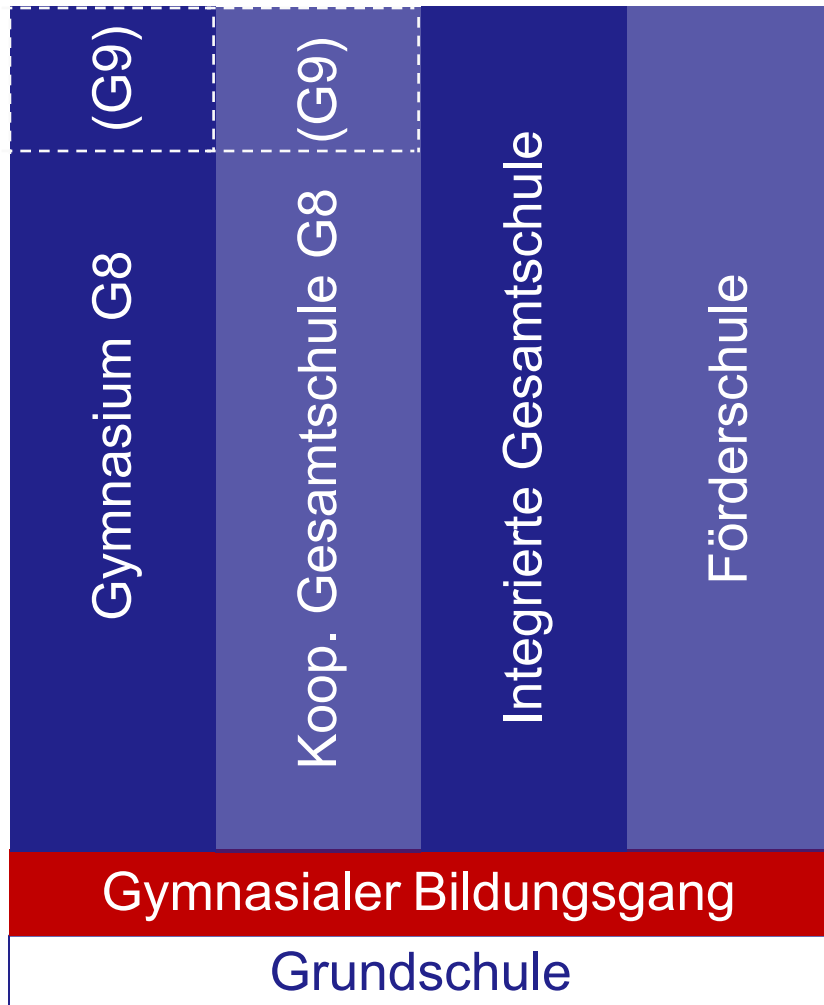 (G9)
Gymnasium G8
(G9)
Koop. Gesamtschule G8
Integrierte Gesamtschule
Förderschule
Gymnasialer Bildungsgang
Grundschule